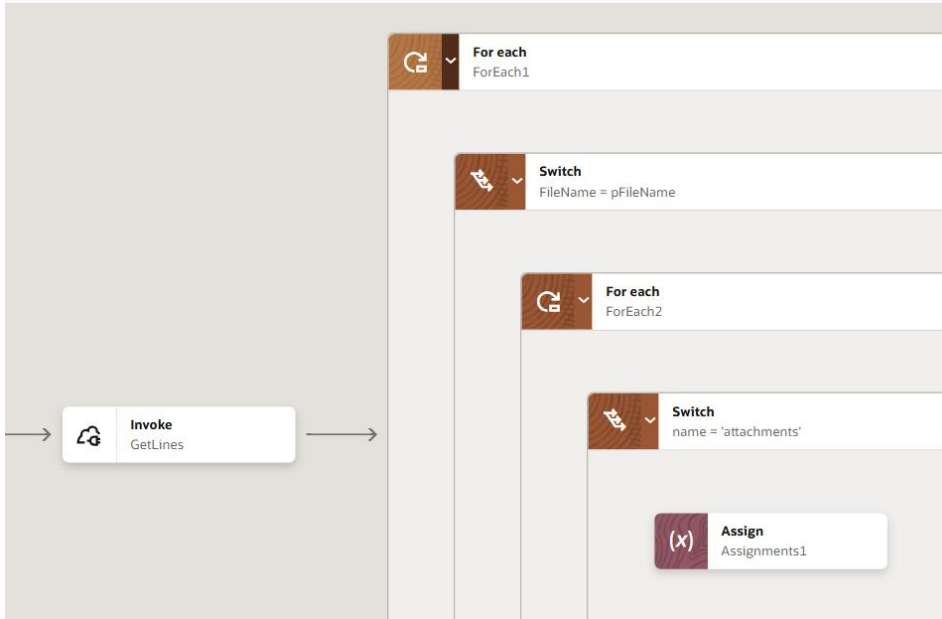 For each
ForEach1
Switch
FileName = pFileName
For each
ForEach2
Invoke
GetLines
Switch
name = 'attachments'
(x)
Assign
Assignments1